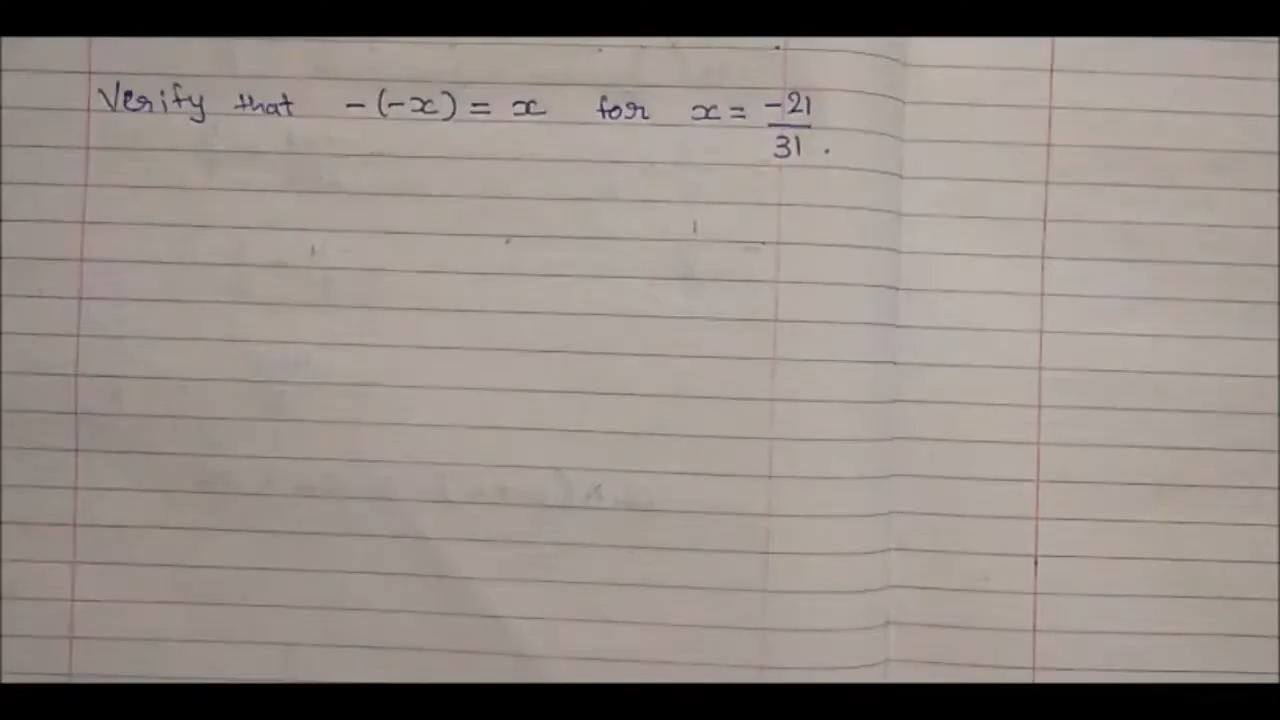 Verify that -(-x) = x for x = -21/31.